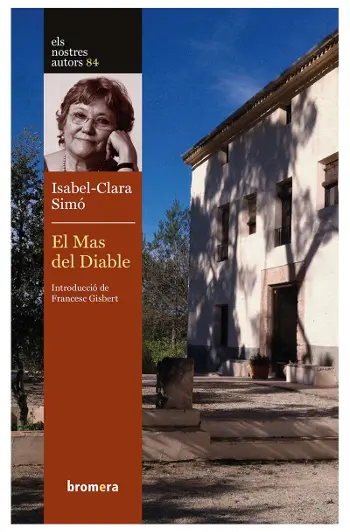 els
nostres
autors 84
Isabel-Clara
Simó
El Mas
del Diable
Introducció de
Francesc Gisbert
bromera